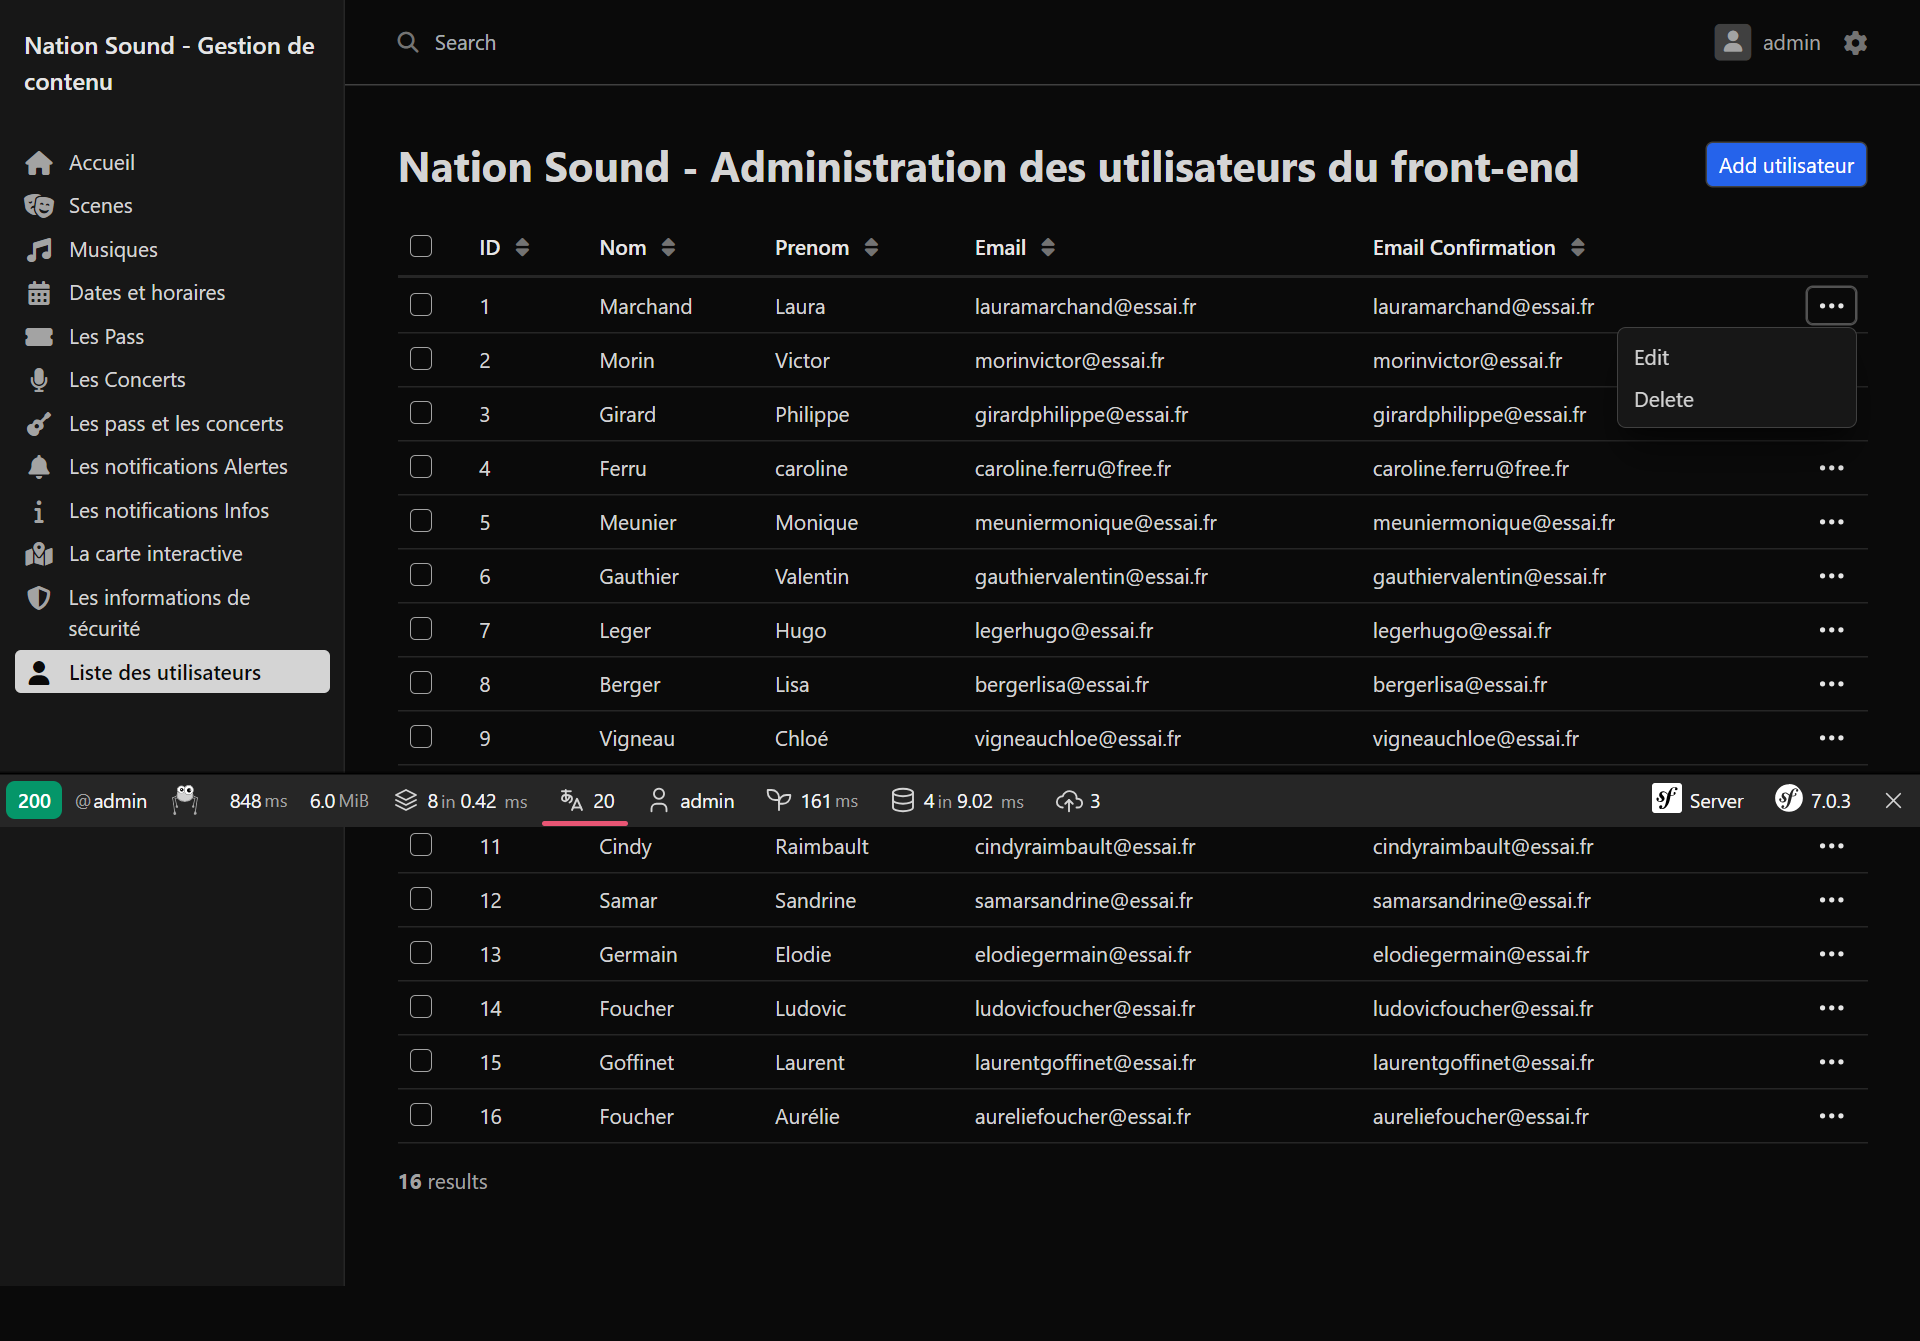 Nation Sound - Gestion de
contenu
Accueil
Scenes
Musiques
Dates et horaires
Les Pass
Les Concerts
Les pass et les concerts
Les notifications Alertes
Les notifications Infos
La carte interactive
Les informations de
sécurité
Liste des utilisateurs
Search
admin
Nation Sound - Administration des utilisateurs du front-end
Add utilisateur
ID Nom Prenom Email Email Confirmation
1 Marchand Laura lauramarchand@essai.fr lauramarchand@essai.fr
2 Morin Victor morinvictor@essai.fr morinvictor@essai.fr
Edit
3 Girard Philippe girardphilippe@essai.fr girardphilippe@essai.fr
Delete
4 Ferru caroline caroline.ferru@free.fr caroline.ferru@free.fr
5 Meunier Monique meuniermonique@essai.fr meuniermonique@essai.fr
6 Gauthier Valentin gauthiervalentin@essai.fr gauthiervalentin@essai.fr
7 Leger Hugo legerhugo@essai.fr legerhugo@essai.fr
8 Berger Lisa bergerlisa@essai.fr bergerlisa@essai.fr
9 Vigneau Chloé vigneauchloe@essai.fr vigneauchloe@essai.fr
200 @admin 848 ms 6.0 MiB 8 in 0.42 ms 20 admin 161 ms 4 in 9.02 ms 3 Server 7.0.3
11 Cindy Raimbault cindyraimbault@essai.fr cindyraimbault@essai.fr
12 Samar Sandrine samarsandrine@essai.fr samarsandrine@essai.fr
13 Germain Elodie elodiegermain@essai.fr elodiegermain@essai.fr
14 Foucher Ludovic ludovicfoucher@essai.fr ludovicfoucher@essai.fr
15 Goffinet Laurent laurentgoffinet@essai.fr laurentgoffinet@essai.fr
16 Foucher Aurélie aureliefoucher@essai.fr aureliefoucher@essai.fr
16 results